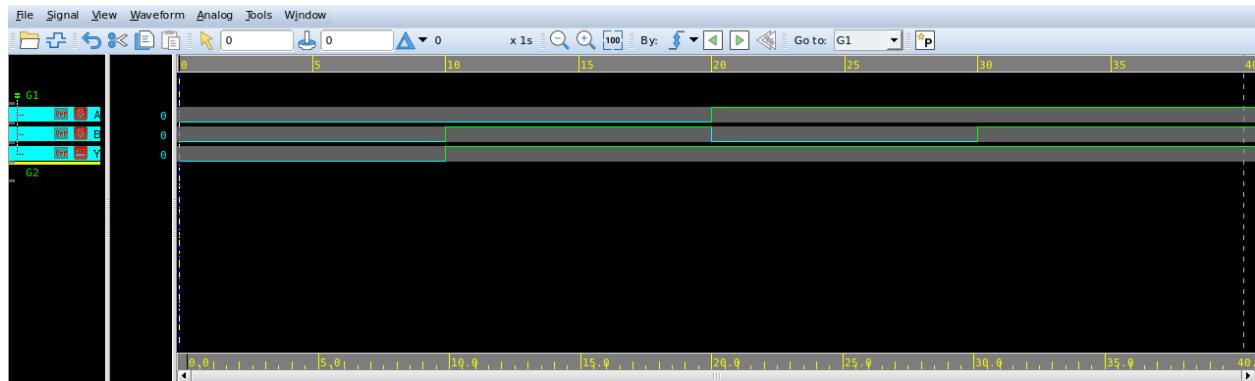 File Signal View Waveform Analog Tools Window
0 0 0 x 1s 100 By: Go to: G1 P
0 5 10 15 20 25 30 35 40
G1
A 0
B 0
Y 0
G2
0.0 5.0 10.0 15.0 20.0 25.0 30.0 35.0 40